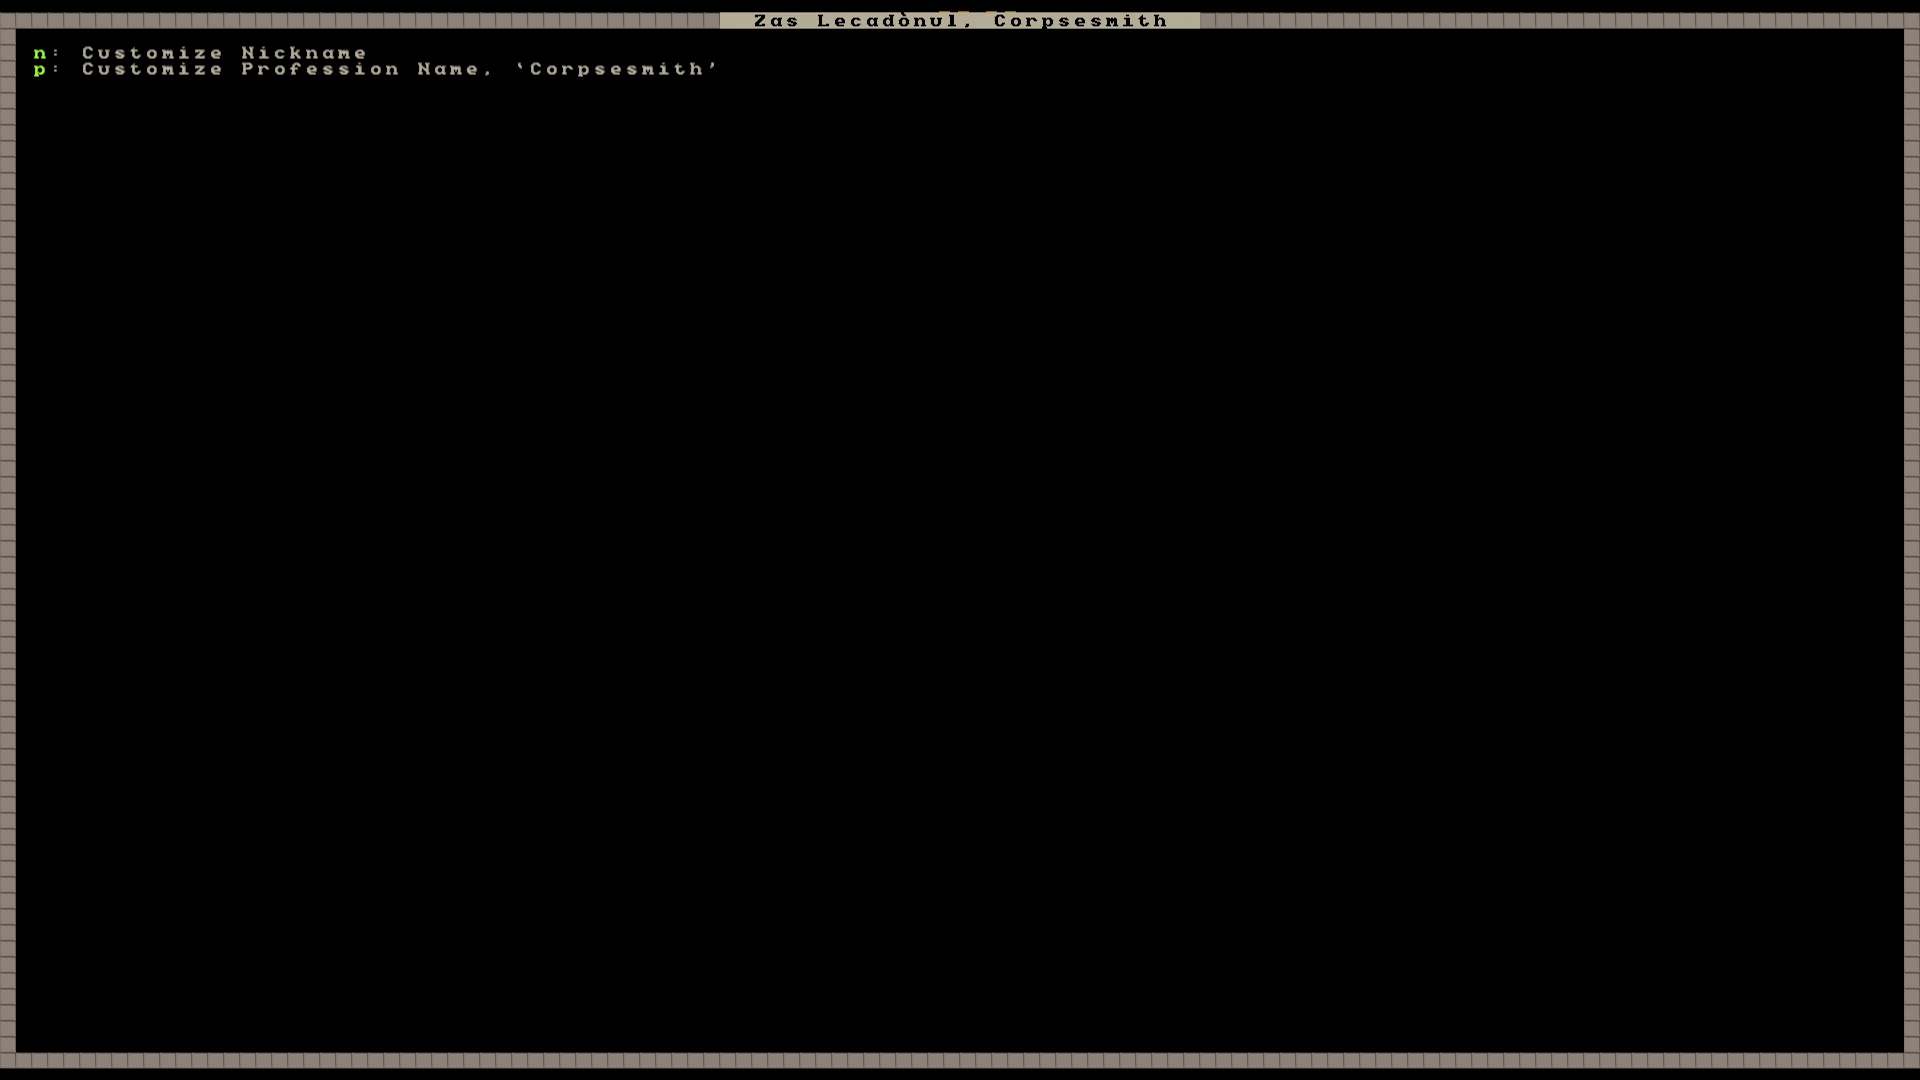 Zas Lecadònul, Corpsesmith
n: Customize Nickname
p: Customize Profession Name, 'Corpsesmith'